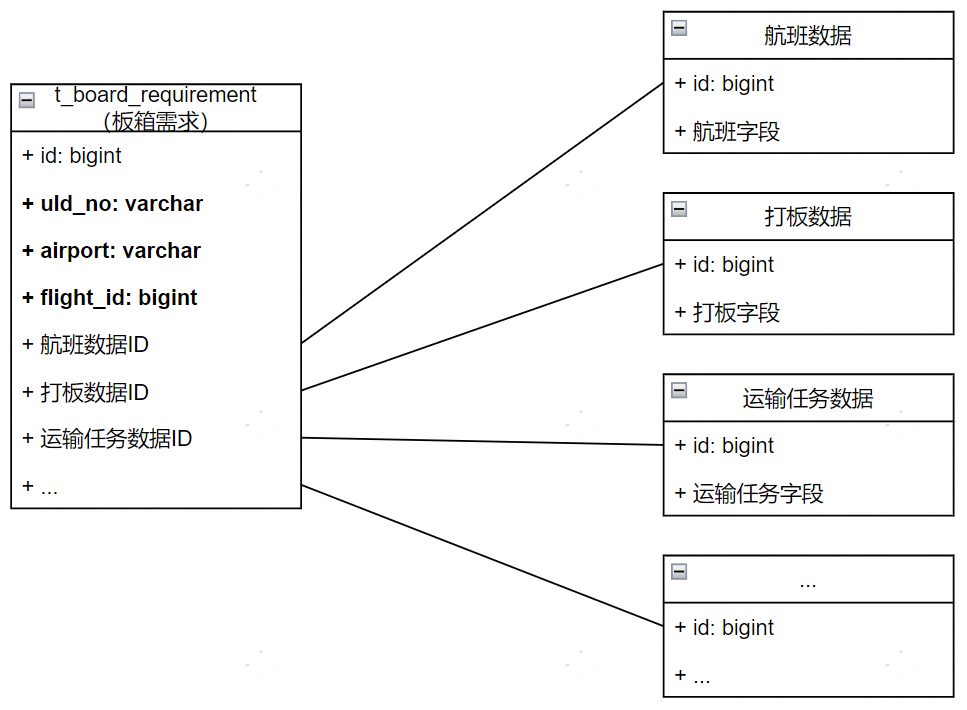 t_board_requirement
（板箱需求）
+ id: bigint
+ uld_no: varchar
+ airport: varchar
+ flight_id: bigint
+ 航班数据ID
+ 打板数据ID
+ 运输任务数据ID
+ ...
航班数据
+ id: bigint
+ 航班字段
打板数据
+ id: bigint
+ 打板字段
运输任务数据
+ id: bigint
+ 运输任务字段
...
+ id: bigint
+ ...